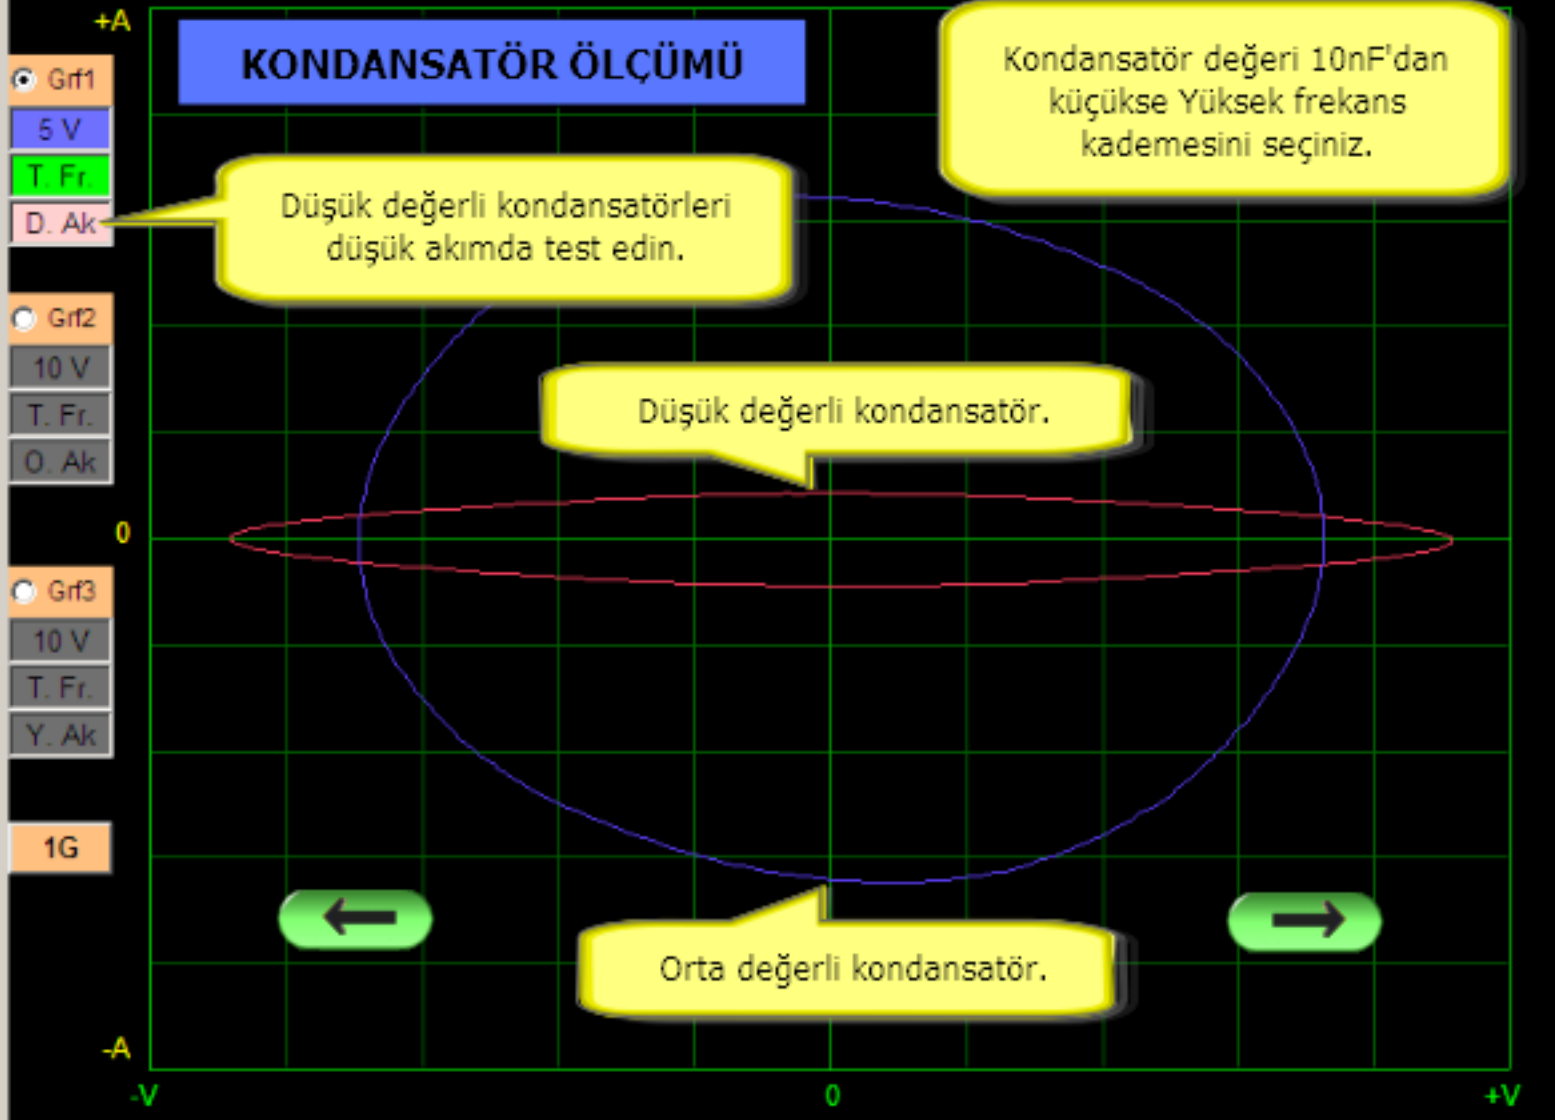 +A
KONDANSATÖR ÖLÇÜMÜ
Kondansatör değeri 10nF'dan
küçükse Yüksek frekans
kademesini seçiniz.
Grf1
5 V
T. Fr.
D. Ak
Düşük değerli kondansatörleri
düşük akımda test edin.
Grf2
10 V
T. Fr.
O. Ak
Düşük değerli kondansatör.
0
Grf3
10 V
T. Fr.
Y. Ak
1G
Orta değerli kondansatör.
-A
-V
0
+V